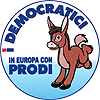 I DEMOCRATICI
IN EUROPA CON
PRODI